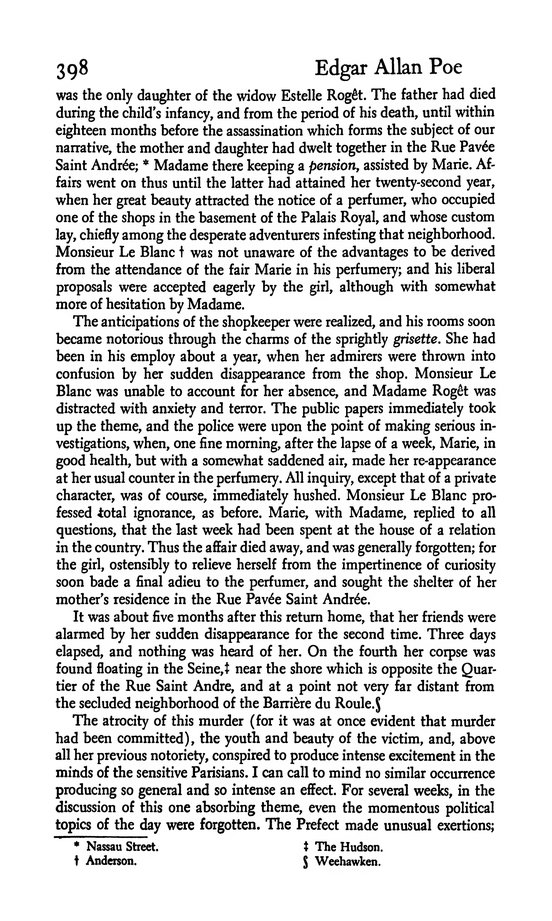 398 Edgar Allan Poe
was the only daughter of the widow Estelle Rogêt. The father had died
during the child's infancy, and from the period of his death, until within
eighteen months before the assassination which forms the subject of our
narrative, the mother and daughter had dwelt together in the Rue Pavée
Saint Andrée; * Madame there keeping a pension, assisted by Marie. Af-
fairs went on thus until the latter had attained her twenty-second year,
when her great beauty attracted the notice of a perfumer, who occupied
one of the shops in the basement of the Palais Royal, and whose custom
lay, chiefly among the desperate adventurers infesting that neighborhood.
Monsieur Le Blanc † was not unaware of the advantages to be derived
from the attendance of the fair Marie in his perfumery; and his liberal
proposals were accepted eagerly by the girl, although with somewhat
more of hesitation by Madame.
The anticipations of the shopkeeper were realized, and his rooms soon
became notorious through the charms of the sprightly grisette. She had
been in his employ about a year, when her admirers were thrown into
confusion by her sudden disappearance from the shop. Monsieur Le
Blanc was unable to account for her absence, and Madame Rogêt was
distracted with anxiety and terror. The public papers immediately took
up the theme, and the police were upon the point of making serious in-
vestigations, when, one fine morning, after the lapse of a week, Marie, in
good health, but with a somewhat saddened air, made her re-appearance
at her usual counter in the perfumery. All inquiry, except that of a private
character, was of course, immediately hushed. Monsieur Le Blanc pro-
fessed total ignorance, as before. Marie, with Madame, replied to all
questions, that the last week had been spent at the house of a relation
in the country. Thus the affair died away, and was generally forgotten; for
the girl, ostensibly to relieve herself from the impertinence of curiosity
soon bade a final adieu to the perfumer, and sought the shelter of her
mother's residence in the Rue Pavée Saint Andrée.
It was about five months after this return home, that her friends were
alarmed by her sudden disappearance for the second time. Three days
elapsed, and nothing was heard of her. On the fourth her corpse was
found floating in the Seine,‡ near the shore which is opposite the Quar-
tier of the Rue Saint Andre, and at a point not very far distant from
the secluded neighborhood of the Barrière du Roule.§
The atrocity of this murder (for it was at once evident that murder
had been committed), the youth and beauty of the victim, and, above
all her previous notoriety, conspired to produce intense excitement in the
minds of the sensitive Parisians. I can call to mind no similar occurrence
producing so general and so intense an effect. For several weeks, in the
discussion of this one absorbing theme, even the momentous political
topics of the day were forgotten. The Prefect made unusual exertions;
* Nassau Street.
† Anderson.
‡ The Hudson.
§ Weehawken.